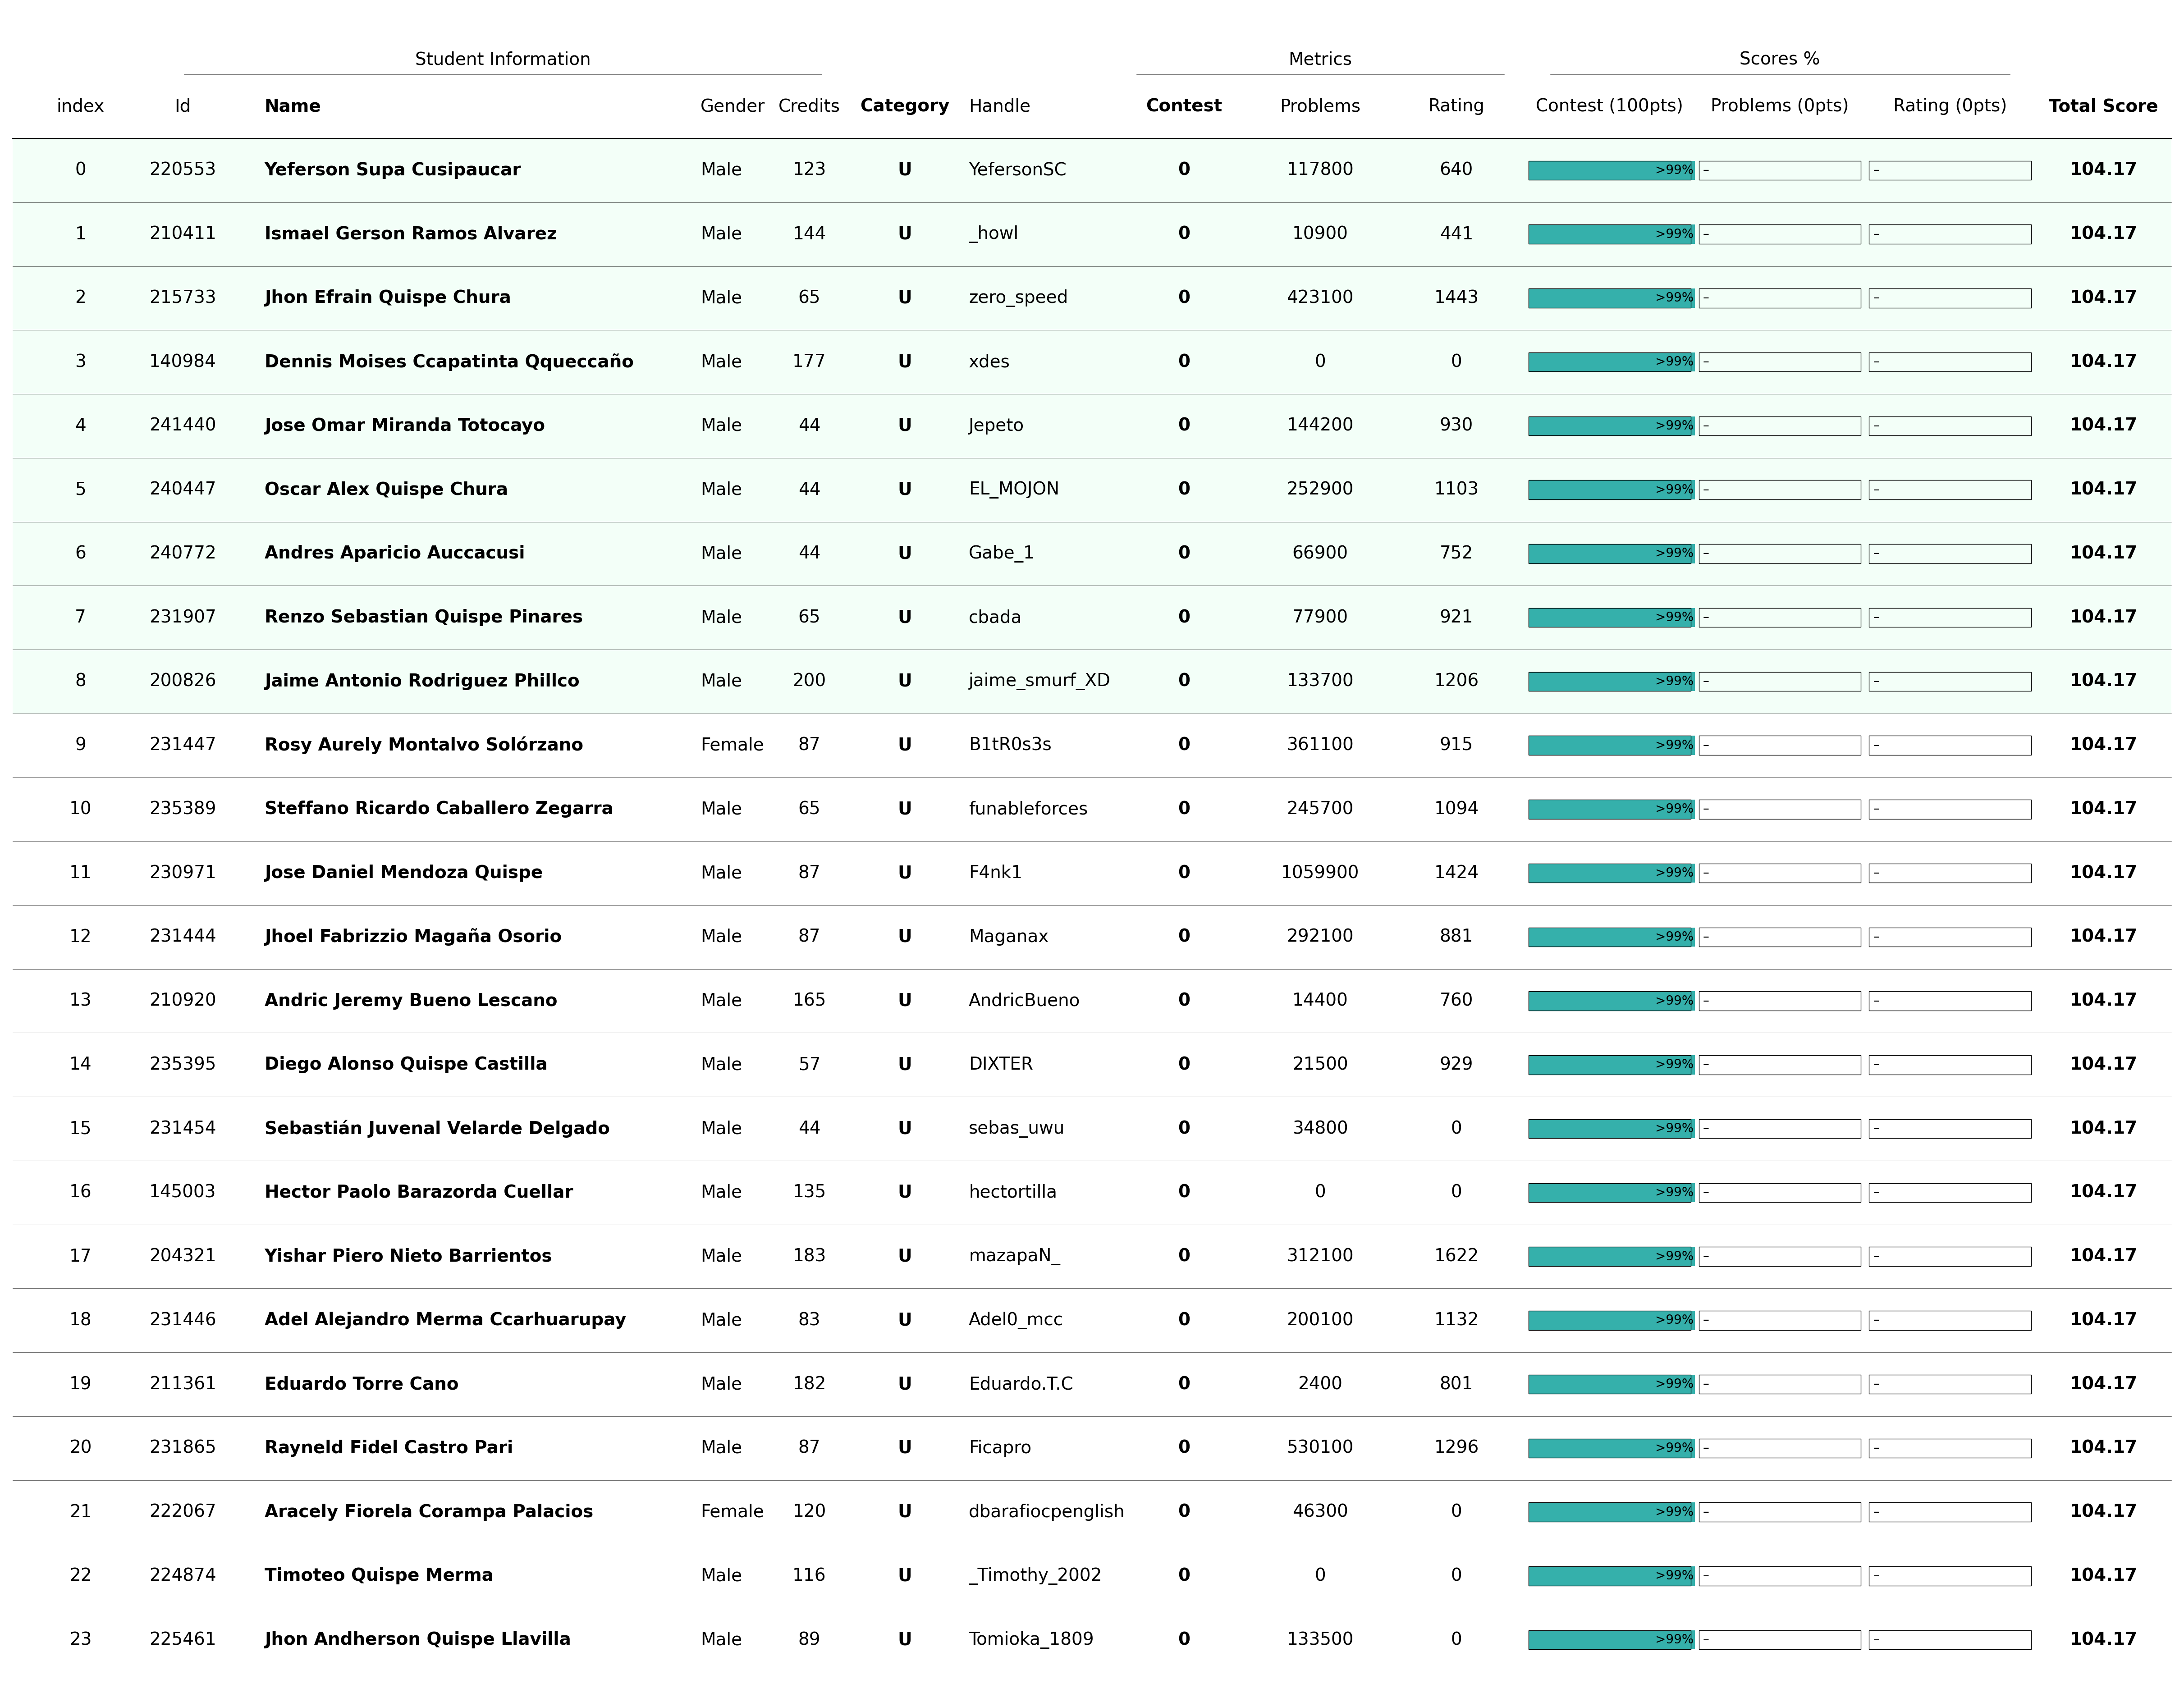 Student Information Metrics Scores %
index Id Name Gender Credits Category Handle Contest Problems Rating Contest (100pts) Problems (0pts) Rating (0pts) Total Score
0 220553 Yeferson Supa Cusipaucar Male 123 U YefersonSC 0 117800 640 >99% – – 104.17
1 210411 Ismael Gerson Ramos Alvarez Male 144 U _howl 0 10900 441 >99% – – 104.17
2 215733 Jhon Efrain Quispe Chura Male 65 U zero_speed 0 423100 1443 >99% – – 104.17
3 140984 Dennis Moises Ccapatinta Qqueccaño Male 177 U xdes 0 0 0 >99% – – 104.17
4 241440 Jose Omar Miranda Totocayo Male 44 U Jepeto 0 144200 930 >99% – – 104.17
5 240447 Oscar Alex Quispe Chura Male 44 U EL_MOJON 0 252900 1103 >99% – – 104.17
6 240772 Andres Aparicio Auccacusi Male 44 U Gabe_1 0 66900 752 >99% – – 104.17
7 231907 Renzo Sebastian Quispe Pinares Male 65 U cbada 0 77900 921 >99% – – 104.17
8 200826 Jaime Antonio Rodriguez Phillco Male 200 U jaime_smurf_XD 0 133700 1206 >99% – – 104.17
9 231447 Rosy Aurely Montalvo Solórzano Female 87 U B1tR0s3s 0 361100 915 >99% – – 104.17
10 235389 Steffano Ricardo Caballero Zegarra Male 65 U funableforces 0 245700 1094 >99% – – 104.17
11 230971 Jose Daniel Mendoza Quispe Male 87 U F4nk1 0 1059900 1424 >99% – – 104.17
12 231444 Jhoel Fabrizzio Magaña Osorio Male 87 U Maganax 0 292100 881 >99% – – 104.17
13 210920 Andric Jeremy Bueno Lescano Male 165 U AndricBueno 0 14400 760 >99% – – 104.17
14 235395 Diego Alonso Quispe Castilla Male 57 U DIXTER 0 21500 929 >99% – – 104.17
15 231454 Sebastián Juvenal Velarde Delgado Male 44 U sebas_uwu 0 34800 0 >99% – – 104.17
16 145003 Hector Paolo Barazorda Cuellar Male 135 U hectortilla 0 0 0 >99% – – 104.17
17 204321 Yishar Piero Nieto Barrientos Male 183 U mazapaN_ 0 312100 1622 >99% – – 104.17
18 231446 Adel Alejandro Merma Ccarhuarupay Male 83 U Adel0_mcc 0 200100 1132 >99% – – 104.17
19 211361 Eduardo Torre Cano Male 182 U Eduardo.T.C 0 2400 801 >99% – – 104.17
20 231865 Rayneld Fidel Castro Pari Male 87 U Ficapro 0 530100 1296 >99% – – 104.17
21 222067 Aracely Fiorela Corampa Palacios Female 120 U dbarafiocpenglish 0 46300 0 >99% – – 104.17
22 224874 Timoteo Quispe Merma Male 116 U _Timothy_2002 0 0 0 >99% – – 104.17
23 225461 Jhon Andherson Quispe Llavilla Male 89 U Tomioka_1809 0 133500 0 >99% – – 104.17